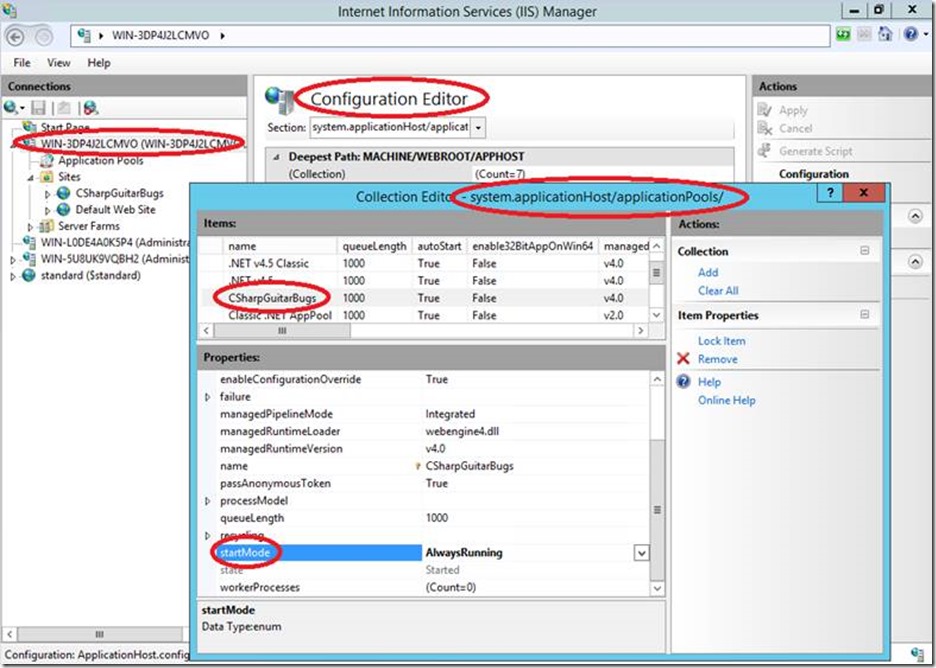 Internet Information Services (IIS) Manager
WIN-3DP4J2LCMVO
File View Help
Connections
Start Page
WIN-3DP4J2LCMVO (WIN-3DP4J2LCMVO
Application Pools
Sites
CSharpGuitarBugs
Default Web Site
Server Farms
WIN-L0DE4A0K5P4 (Administra
WIN-5U8UK9VQBH2 (Administ
standard ($standard)
Configuration Editor
Section: system.applicationHost/applicat
Deepest Path: MACHINE/WEBROOT/APPHOST
(Collection) (Count=7)
Actions
Apply
Cancel
Generate Script
Configuration
Collection Editor - system.applicationHost/applicationPools/
Items:
name queueLength autoStart enable32BitAppOnWin64 managed
.NET v4.5 Classic 1000 True False v4.0
.NET v4.5 1000 True False v4.0
CSharpGuitarBugs 1000 True False v4.0
Classic .NET AppPool 1000 True False v2.0
Properties:
enableConfigurationOverride True
failure
managedPipelineMode Integrated
managedRuntimeLoader webengine4.dll
managedRuntimeVersion v4.0
name CSharpGuitarBugs
passAnonymousToken True
processModel
queueLength 1000
recycling
startMode AlwaysRunning
state Started
workerProcesses (Count=0)
startMode
Data Type:enum
Actions:
Collection
Add
Clear All
Item Properties
Lock Item
Remove
Help
Online Help
Configuration: ApplicationHost.config